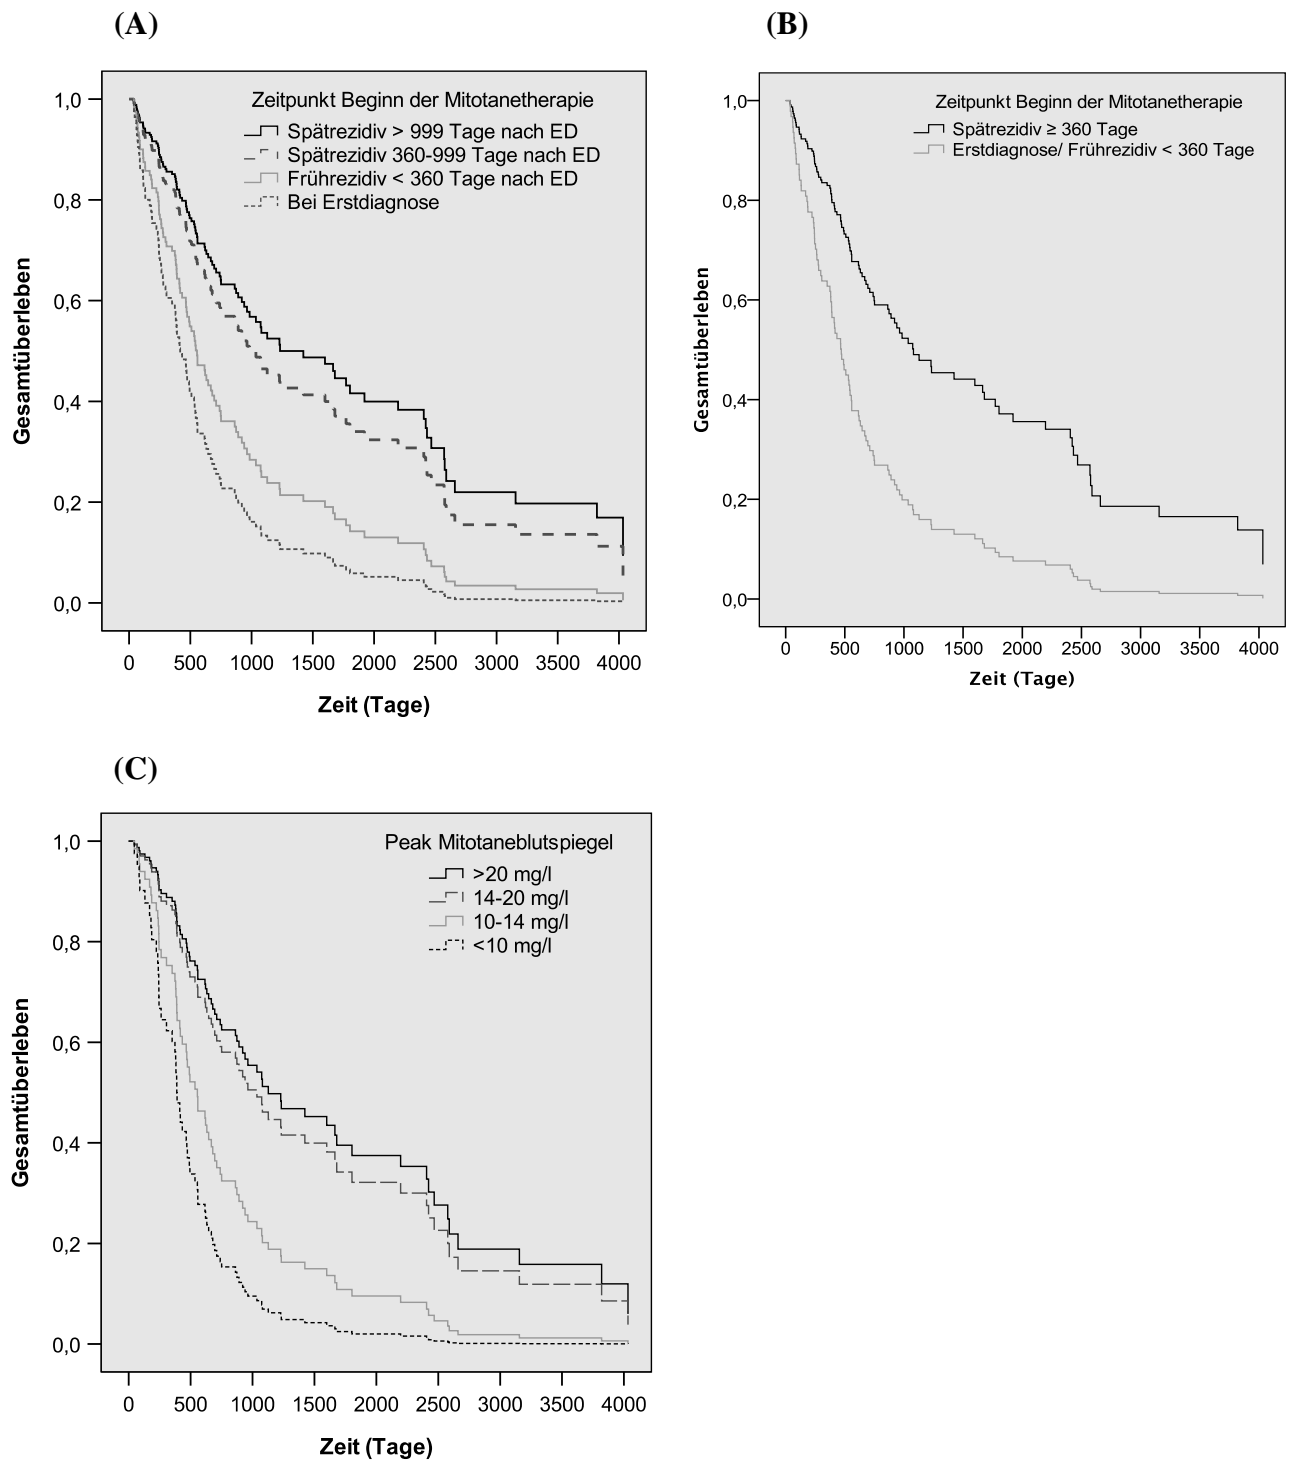 (A)
Zeitpunkt Beginn der Mitotanetherapie
Spätrezidiv > 999 Tage nach ED
Spätrezidiv 360-999 Tage nach ED
Frührezidiv < 360 Tage nach ED
Bei Erstdiagnose
Gesamtüberleben
1,0
0,8
0,6
0,4
0,2
0,0
0 500 1000 1500 2000 2500 3000 3500 4000
Zeit (Tage)
(B)
Zeitpunkt Beginn der Mitotanetherapie
Spätrezidiv ≥ 360 Tage
Erstdiagnose/ Frührezidiv < 360 Tage
Gesamtüberleben
1,0
0,8
0,6
0,4
0,2
0,0
0 500 1000 1500 2000 2500 3000 3500 4000
Zeit (Tage)
(C)
Peak Mitotaneblutspiegel
>20 mg/l
14-20 mg/l
10-14 mg/l
<10 mg/l
Gesamtüberleben
1,0
0,8
0,6
0,4
0,2
0,0
0 500 1000 1500 2000 2500 3000 3500 4000
Zeit (Tage)